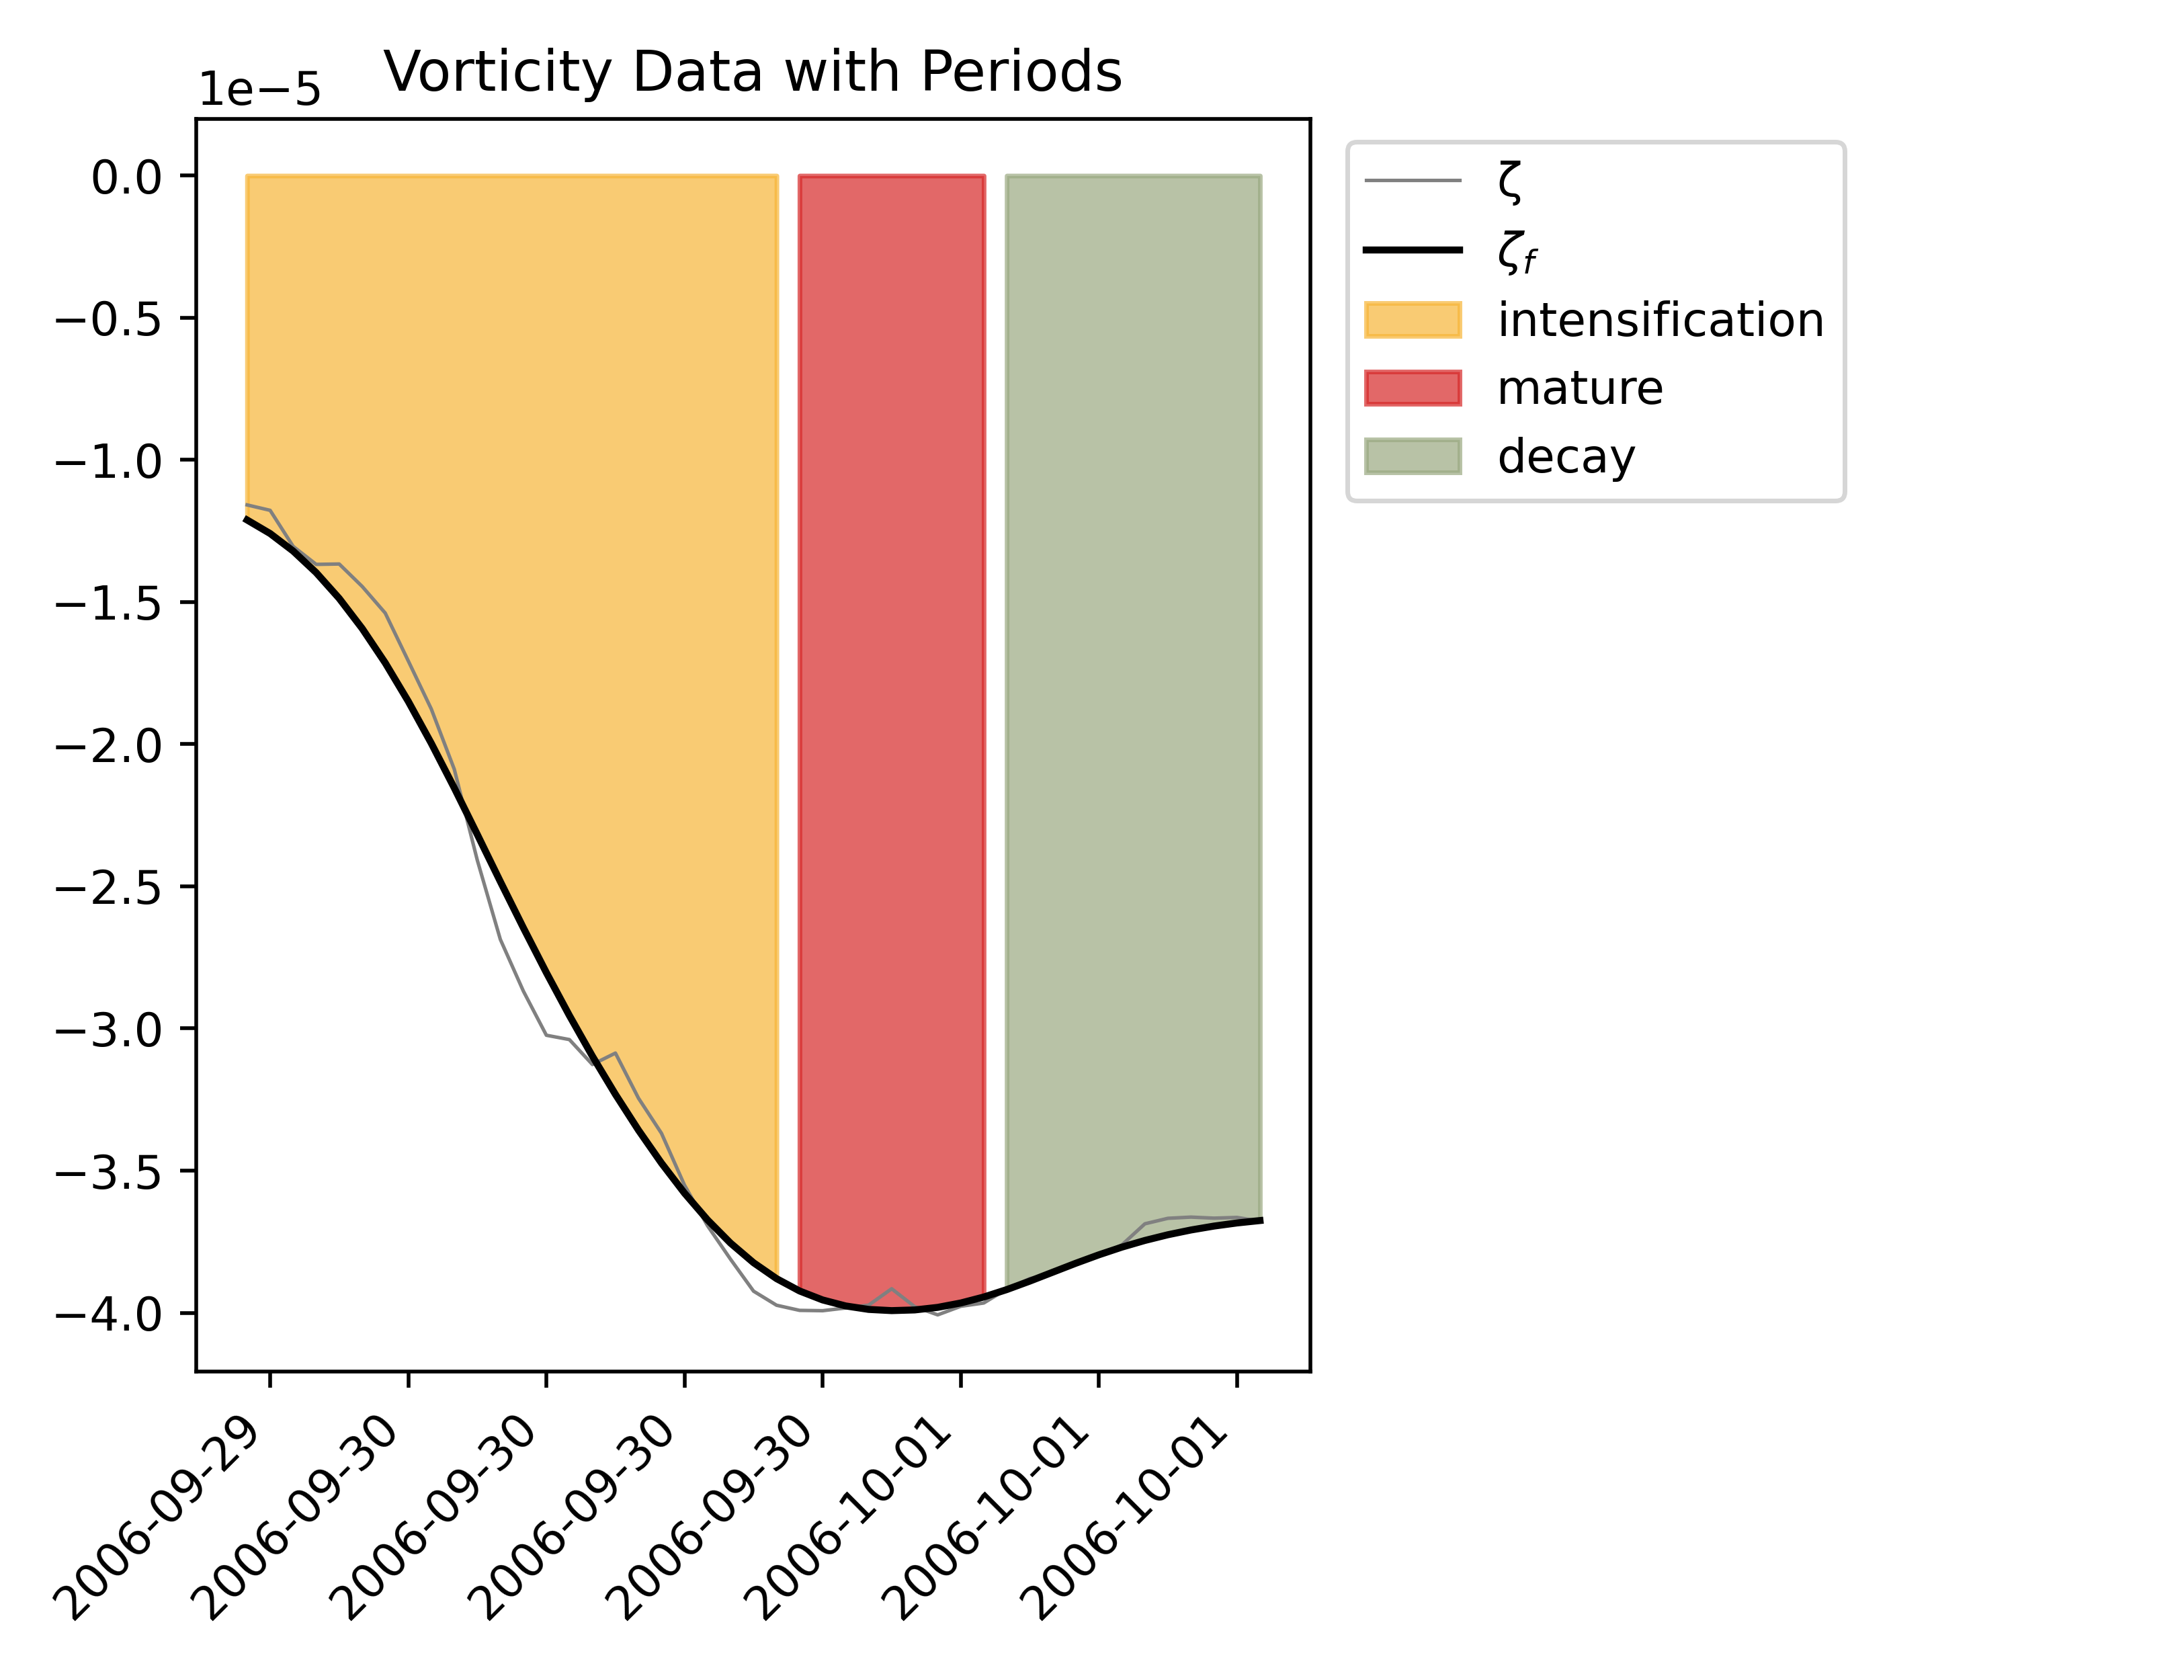 Vorticity Data with Periods
1e−5
0.0
−0.5
−1.0
−1.5
−2.0
−2.5
−3.0
−3.5
−4.0
2006-09-29
2006-09-30
2006-09-30
2006-09-30
2006-09-30
2006-10-01
2006-10-01
2006-10-01
ζ
ζf
intensification
mature
decay